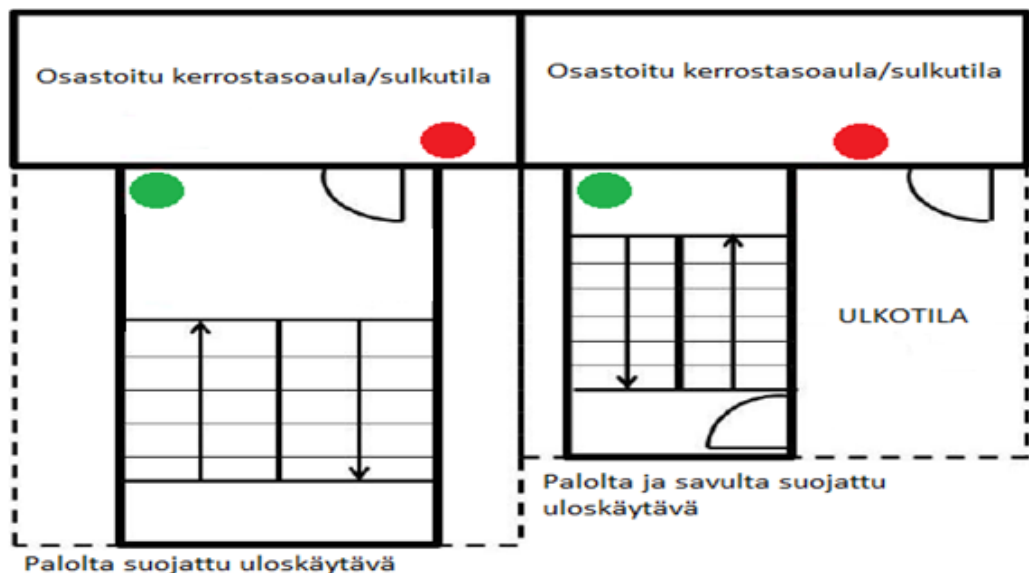 Osastoitu kerrostasoaula/sulkutila
Osastoitu kerrostasoaula/sulkutila
ULKOTILA
Palolta ja savulta suojattu
uloskäytävä
Palolta suojattu uloskäytävä